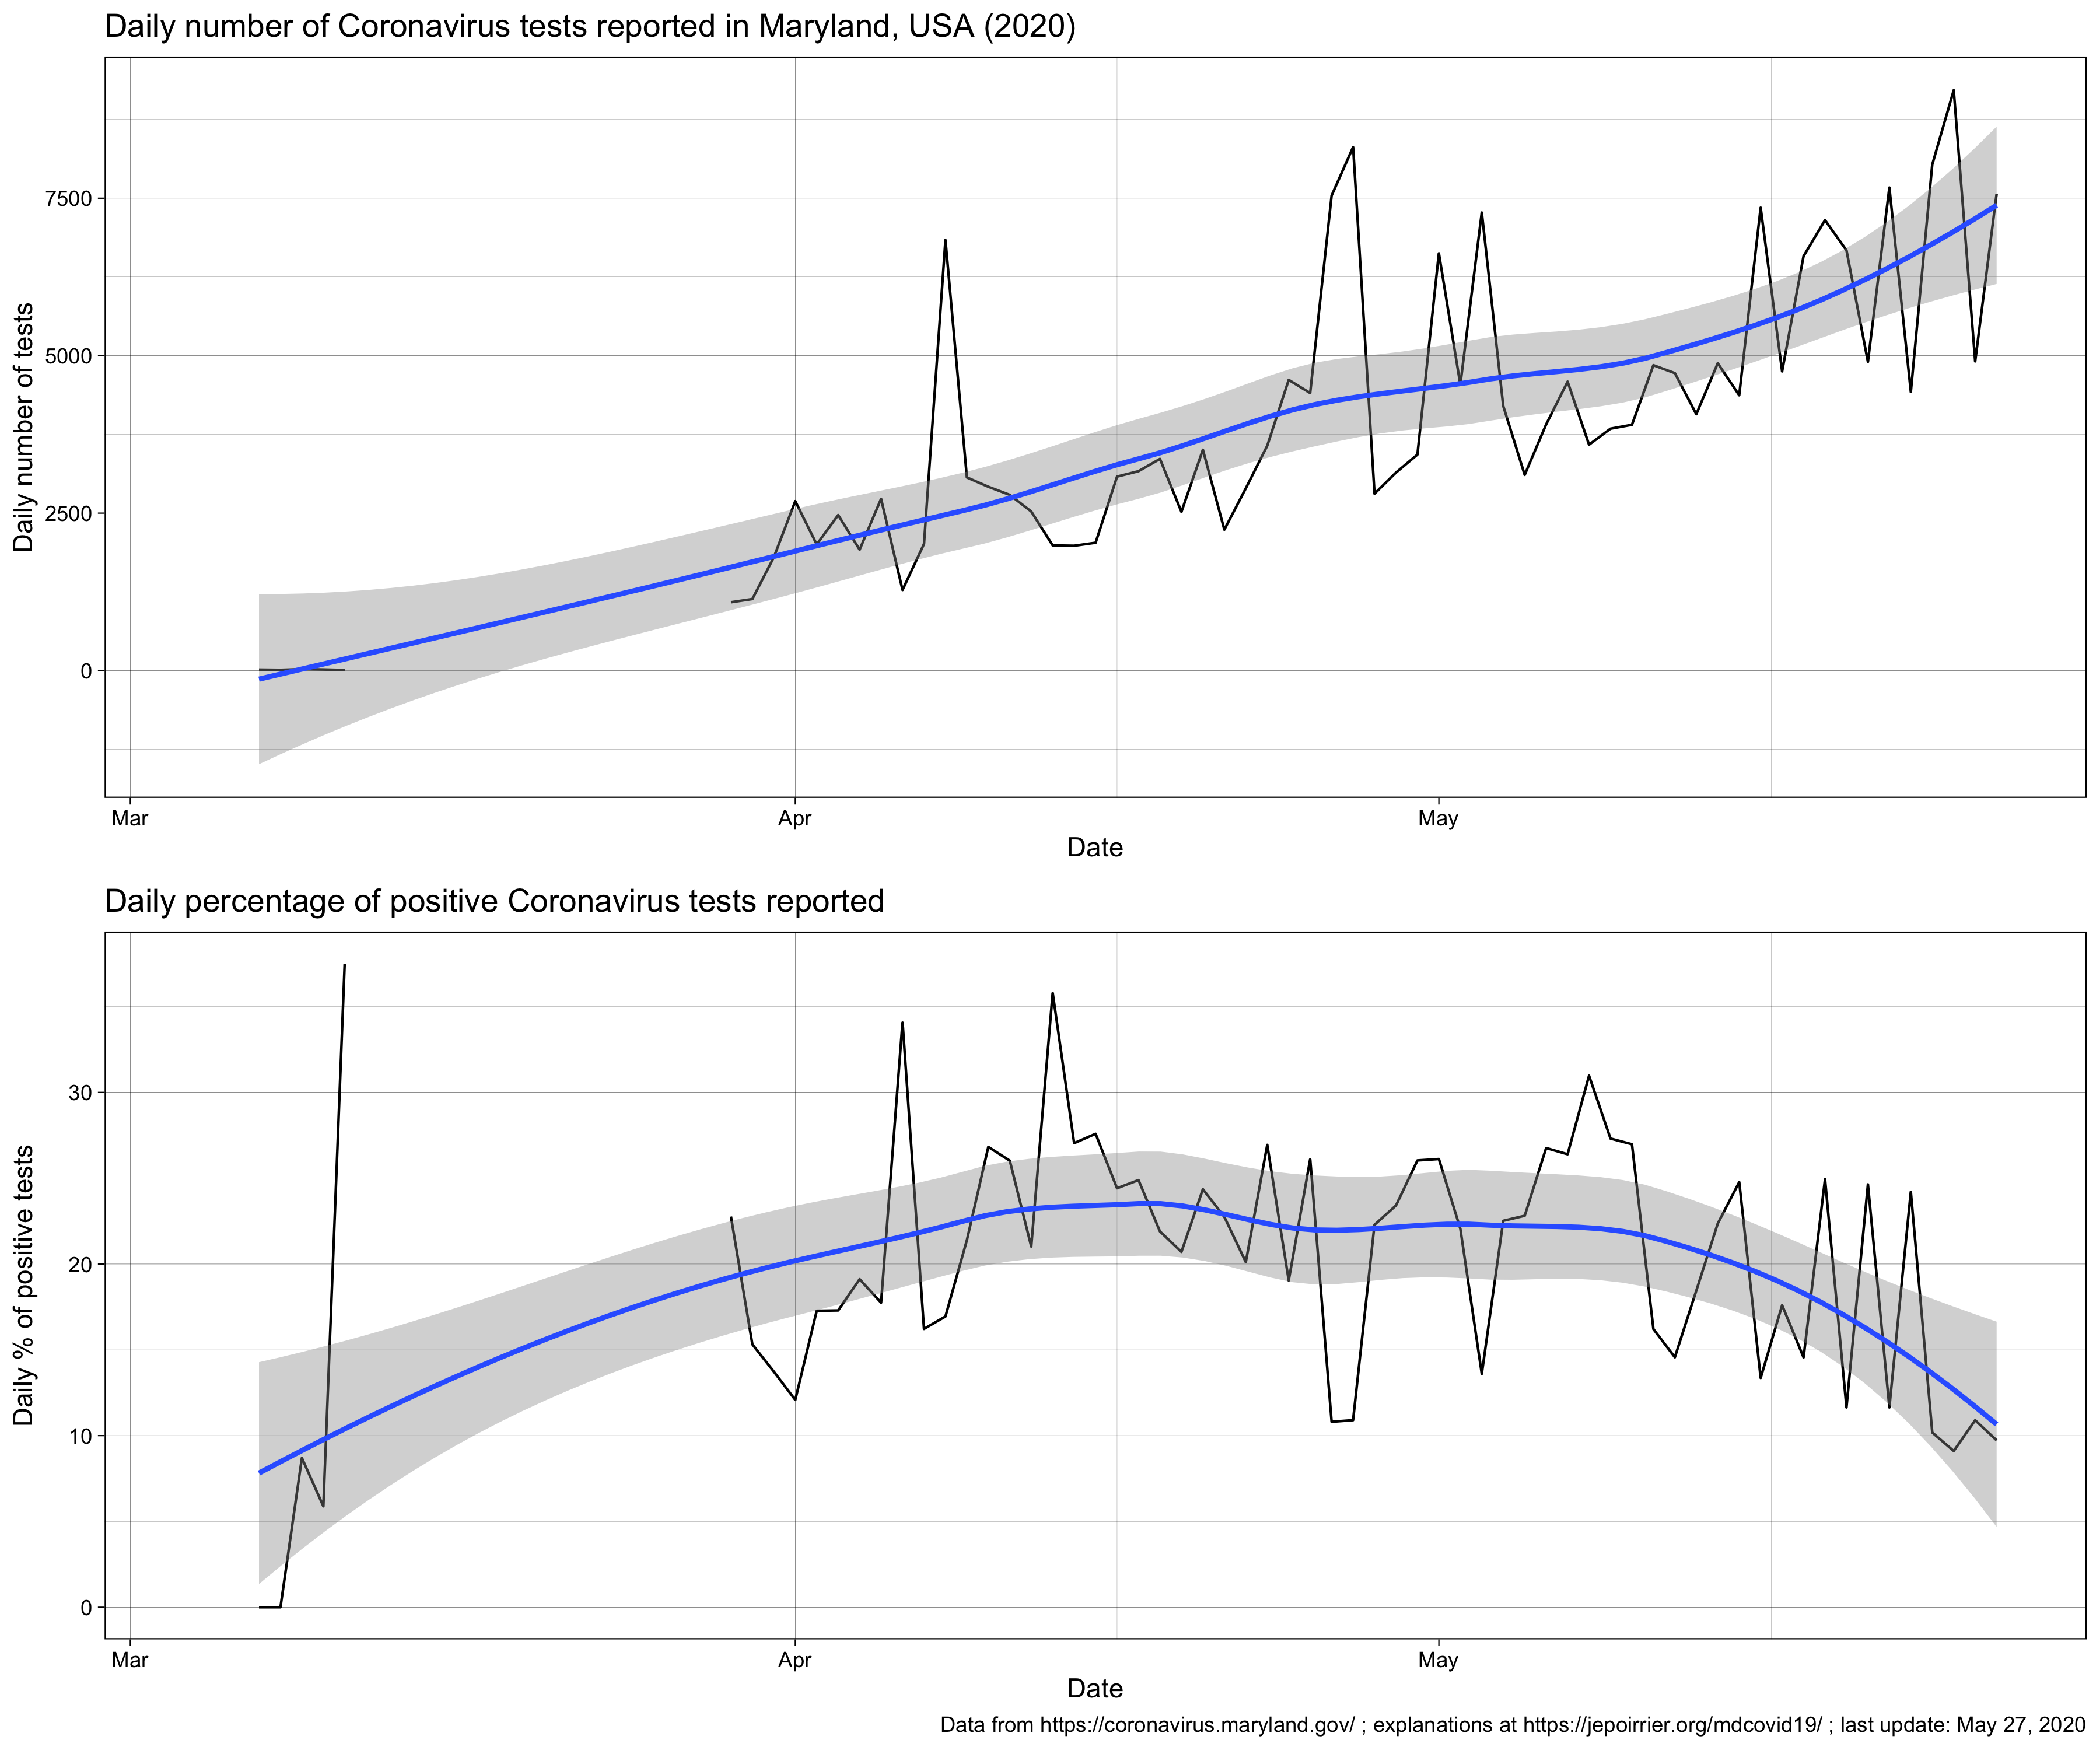 Daily number of Coronavirus tests reported in Maryland, USA (2020)
Daily number of tests
7500
5000
2500
0
Mar Apr May
Date
Daily percentage of positive Coronavirus tests reported
Daily % of positive tests
30
20
10
0
Mar Apr May
Date
Data from https://coronavirus.maryland.gov/ ; explanations at https://jepoirrier.org/mdcovid19/ ; last update: May 27, 2020